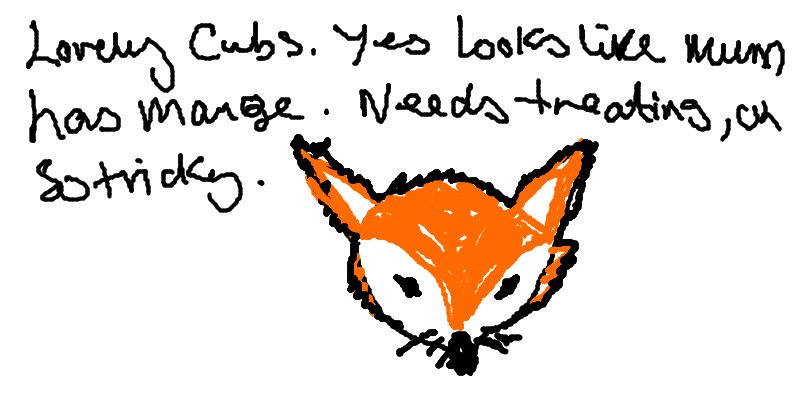 Lovely Cubs. Yes looks like mum
has mange. Needs treating, oh
so tricky.